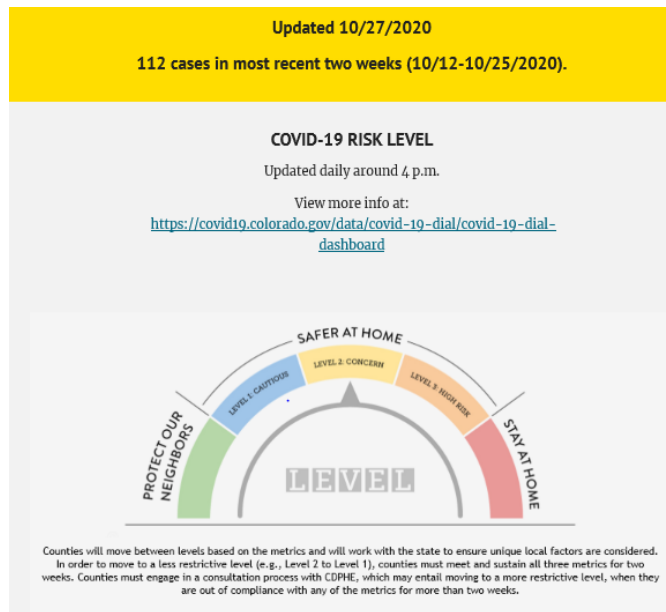 Updated 10/27/2020
112 cases in most recent two weeks (10/12-10/25/2020).
COVID-19 RISK LEVEL
Updated daily around 4 p.m.
View more info at:
https://covid19.colorado.gov/data/covid-19-dial/covid-19-dial-
dashboard
SAFER AT HOME
LEVEL 1: CAUTIOUS
LEVEL 2: CONCERN
LEVEL 3: HIGH RISK
PROTECT OUR
NEIGHBORS
STAY AT HOME
LEVEL
Counties will move between levels based on the metrics and will work with the state to ensure unique local factors are considered.
In order to move to a less restrictive level (e.g., Level 2 to Level 1), counties must meet and sustain all three metrics for two
weeks. Counties must engage in a consultation process with CDPHE, which may entail moving to a more restrictive level, when they
are out of compliance with any of the metrics for more than two weeks.